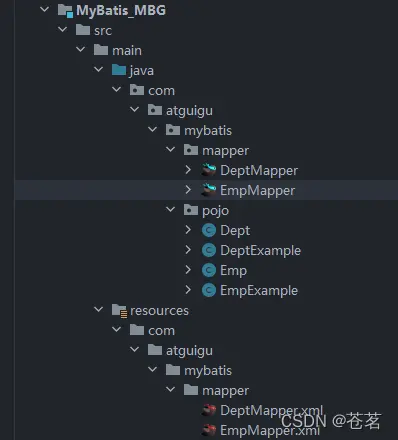 MyBatis_MBG
src
main
java
com
atguigu
mybatis
mapper
DeptMapper
EmpMapper
pojo
Dept
DeptExample
Emp
EmpExample
resources
com
atguigu
mybatis
mapper
DeptMapper.xml
EmpMapper.xml
CSDN @苍茗